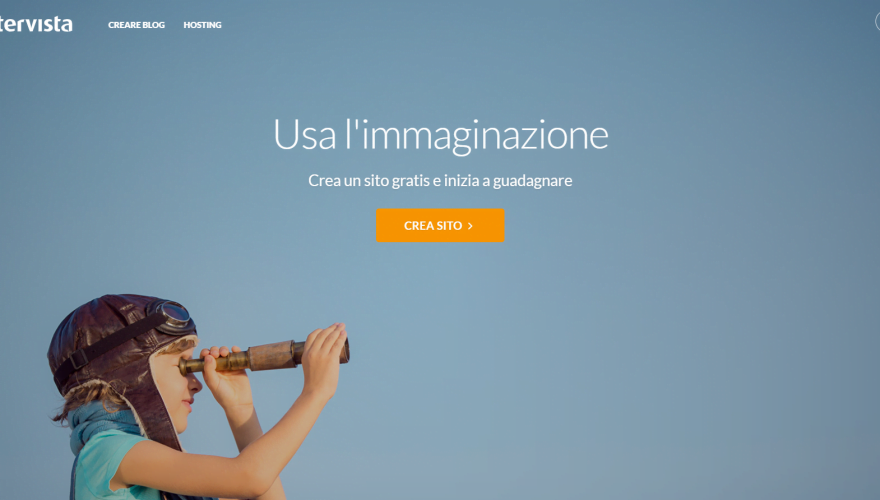 tervista
CREARE BLOG HOSTING
Usa l'immaginazione
Crea un sito gratis e inizia a guadagnare
CREA SITO >